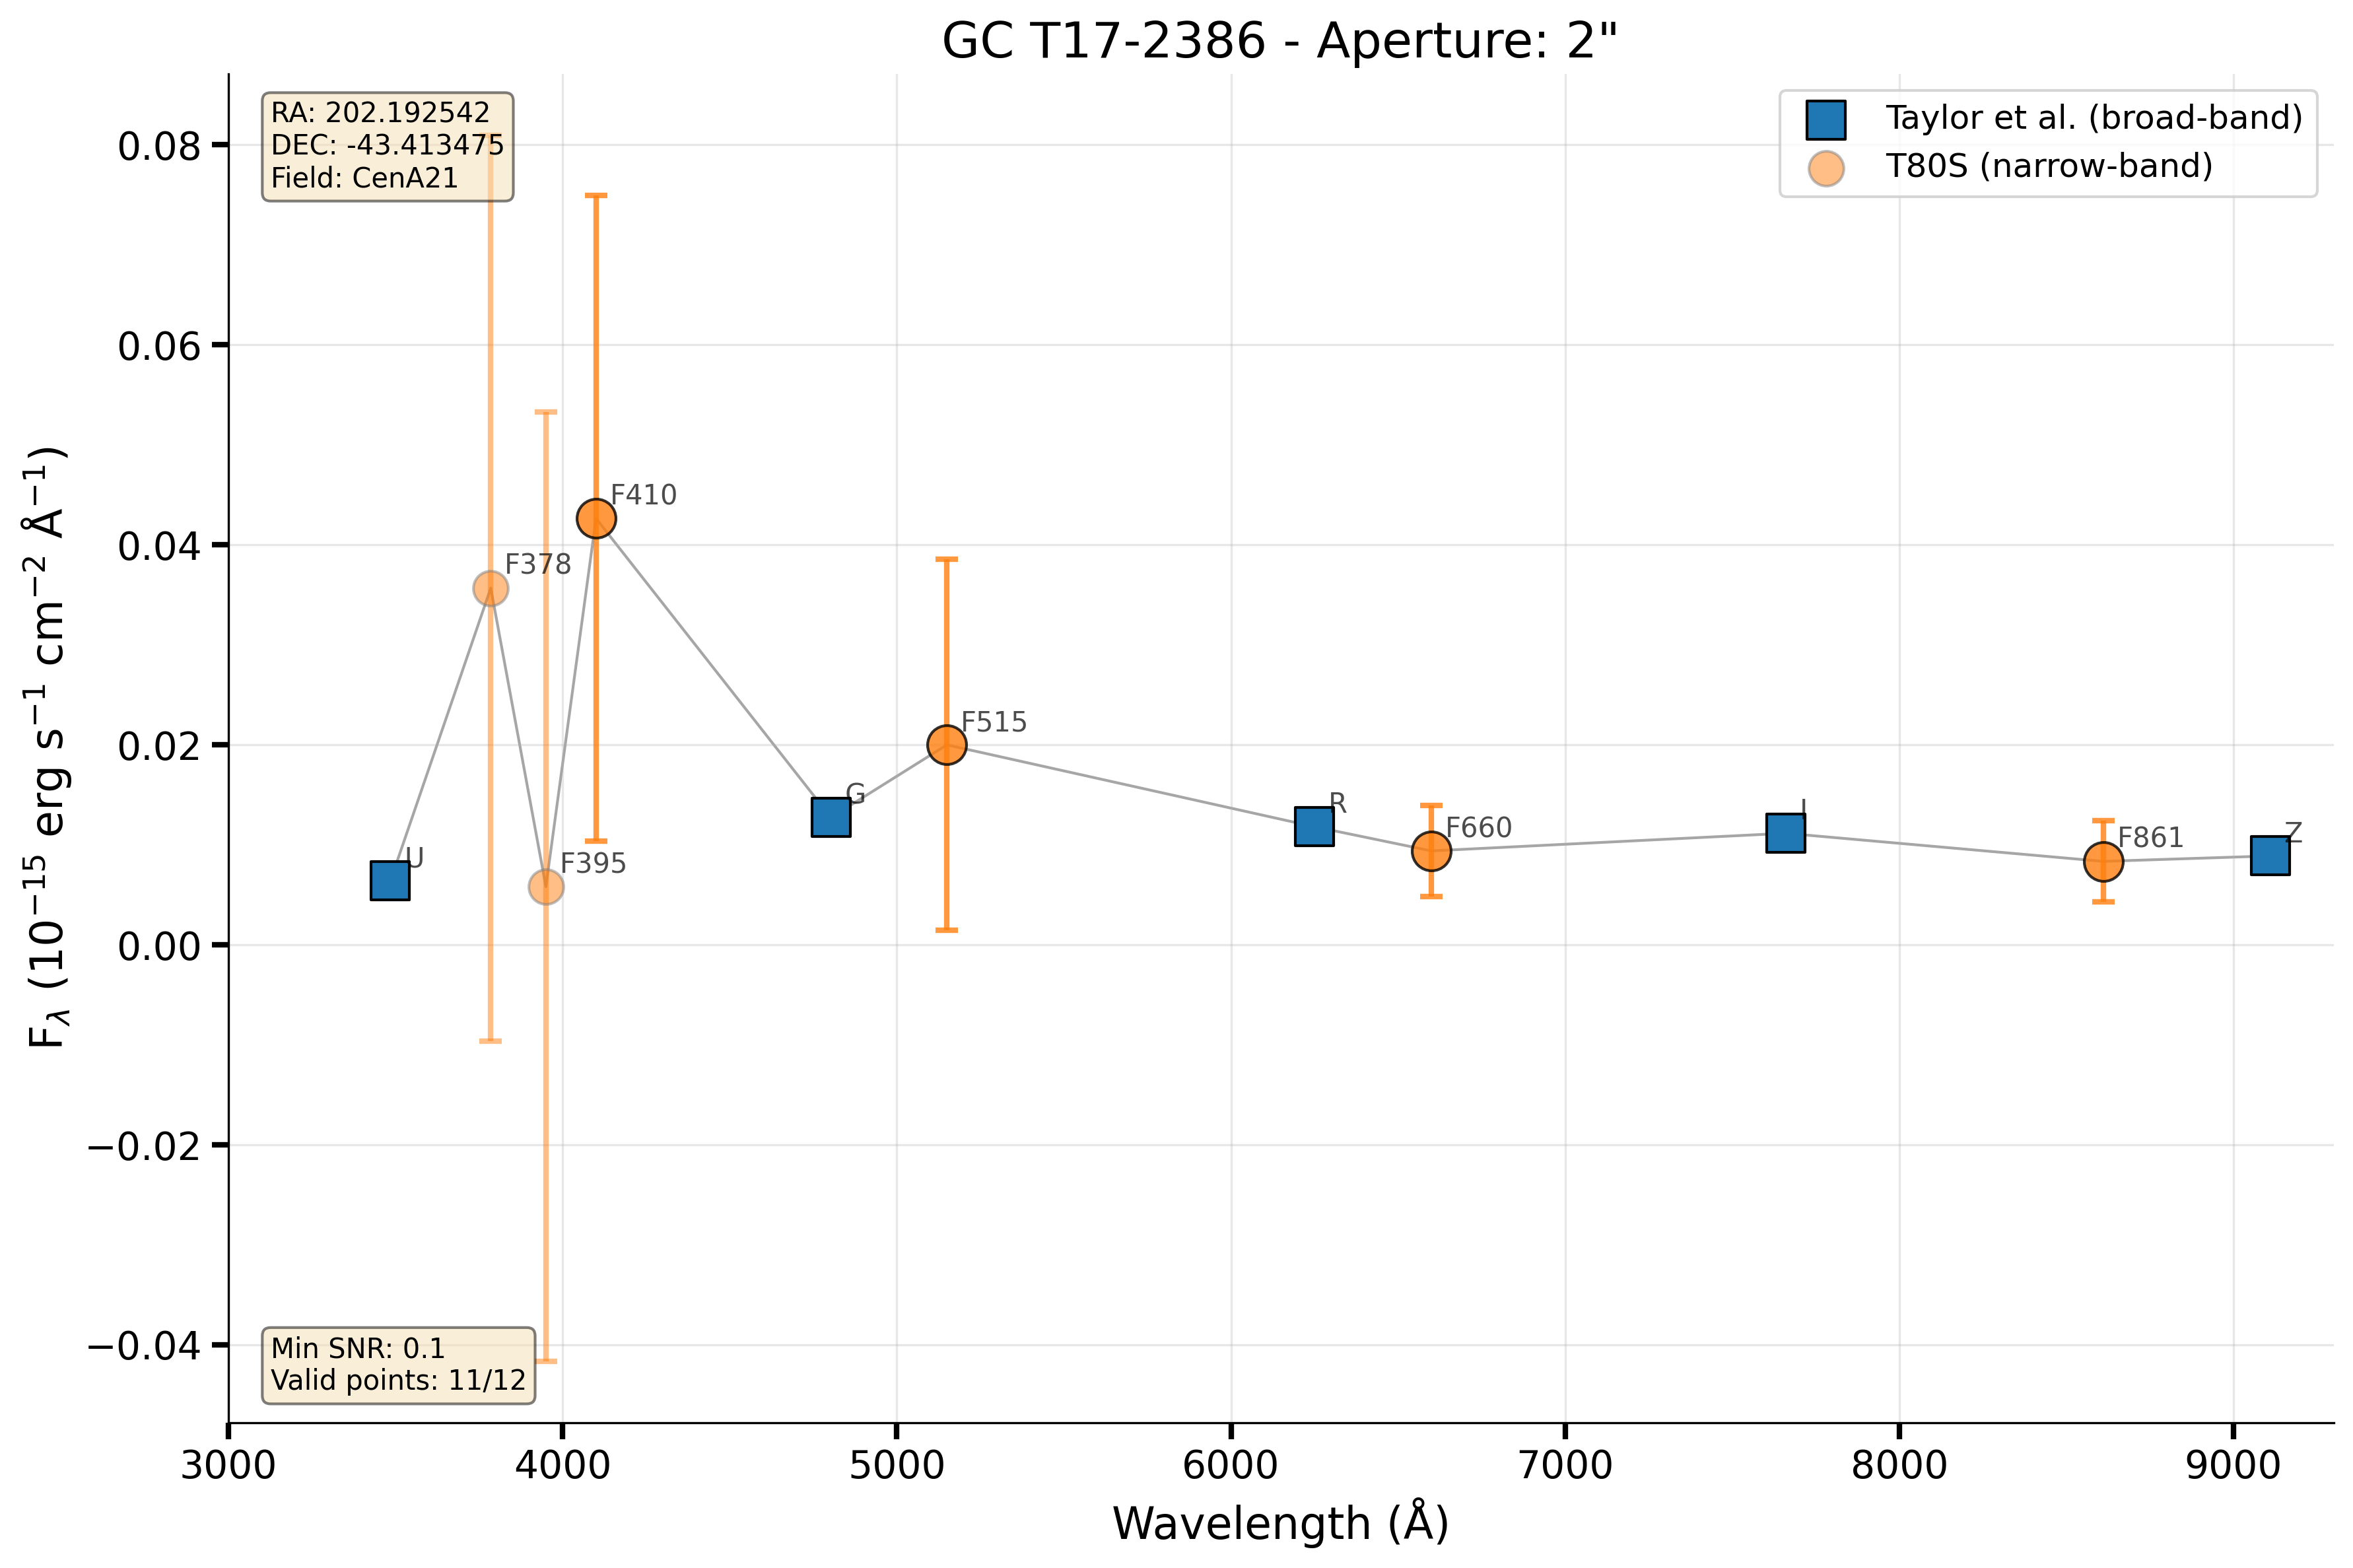 GC T17-2386 - Aperture: 2"
RA: 202.192542
DEC: -43.413475
Field: CenA21
Taylor et al. (broad-band)
T80S (narrow-band)
0.08
0.06
0.04
0.02
0.00
−0.02
−0.04
F_λ (10⁻¹⁵ erg s⁻¹ cm⁻² Å⁻¹)
U
F378
F395
F410
G
F515
R
F660
I
F861
Z
Min SNR: 0.1
Valid points: 11/12
3000 4000 5000 6000 7000 8000 9000
Wavelength (Å)